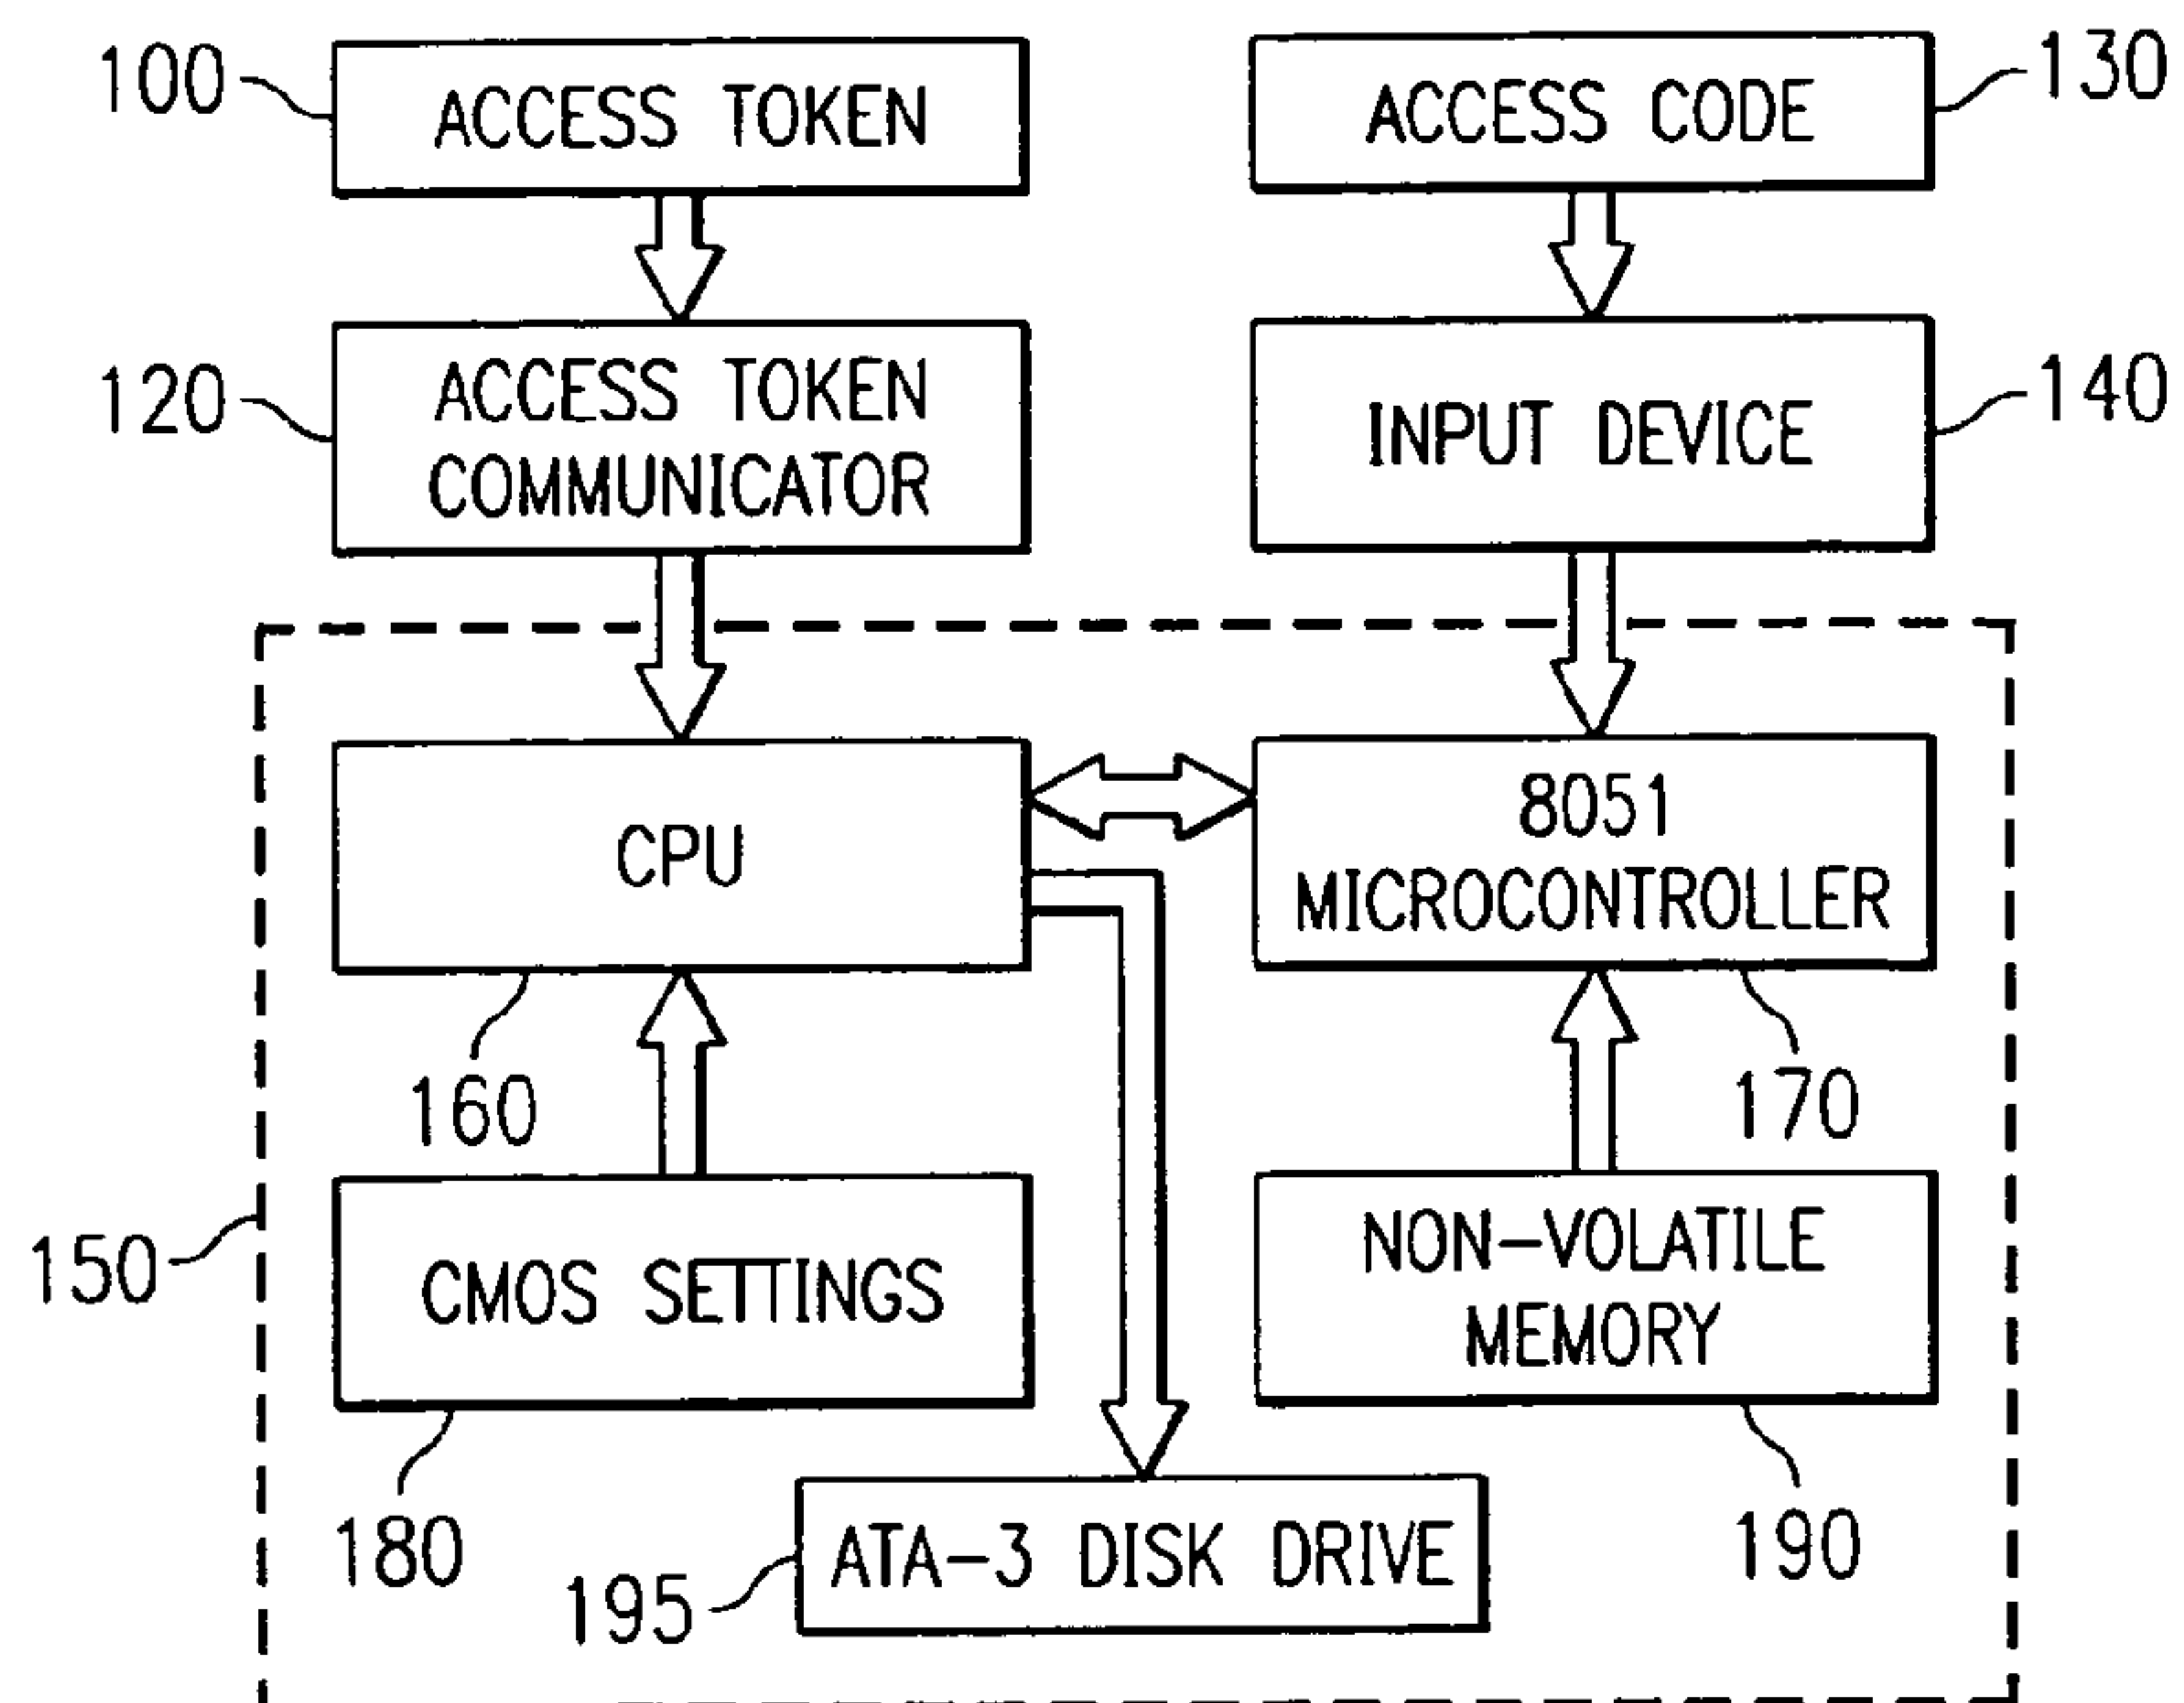 100
ACCESS TOKEN
ACCESS CODE
130
120
ACCESS TOKEN
COMMUNICATOR
INPUT DEVICE
140
CPU
8051
MICROCONTROLLER
160
170
150
CMOS SETTINGS
NON-VOLATILE
MEMORY
180
195
ATA-3 DISK DRIVE
190